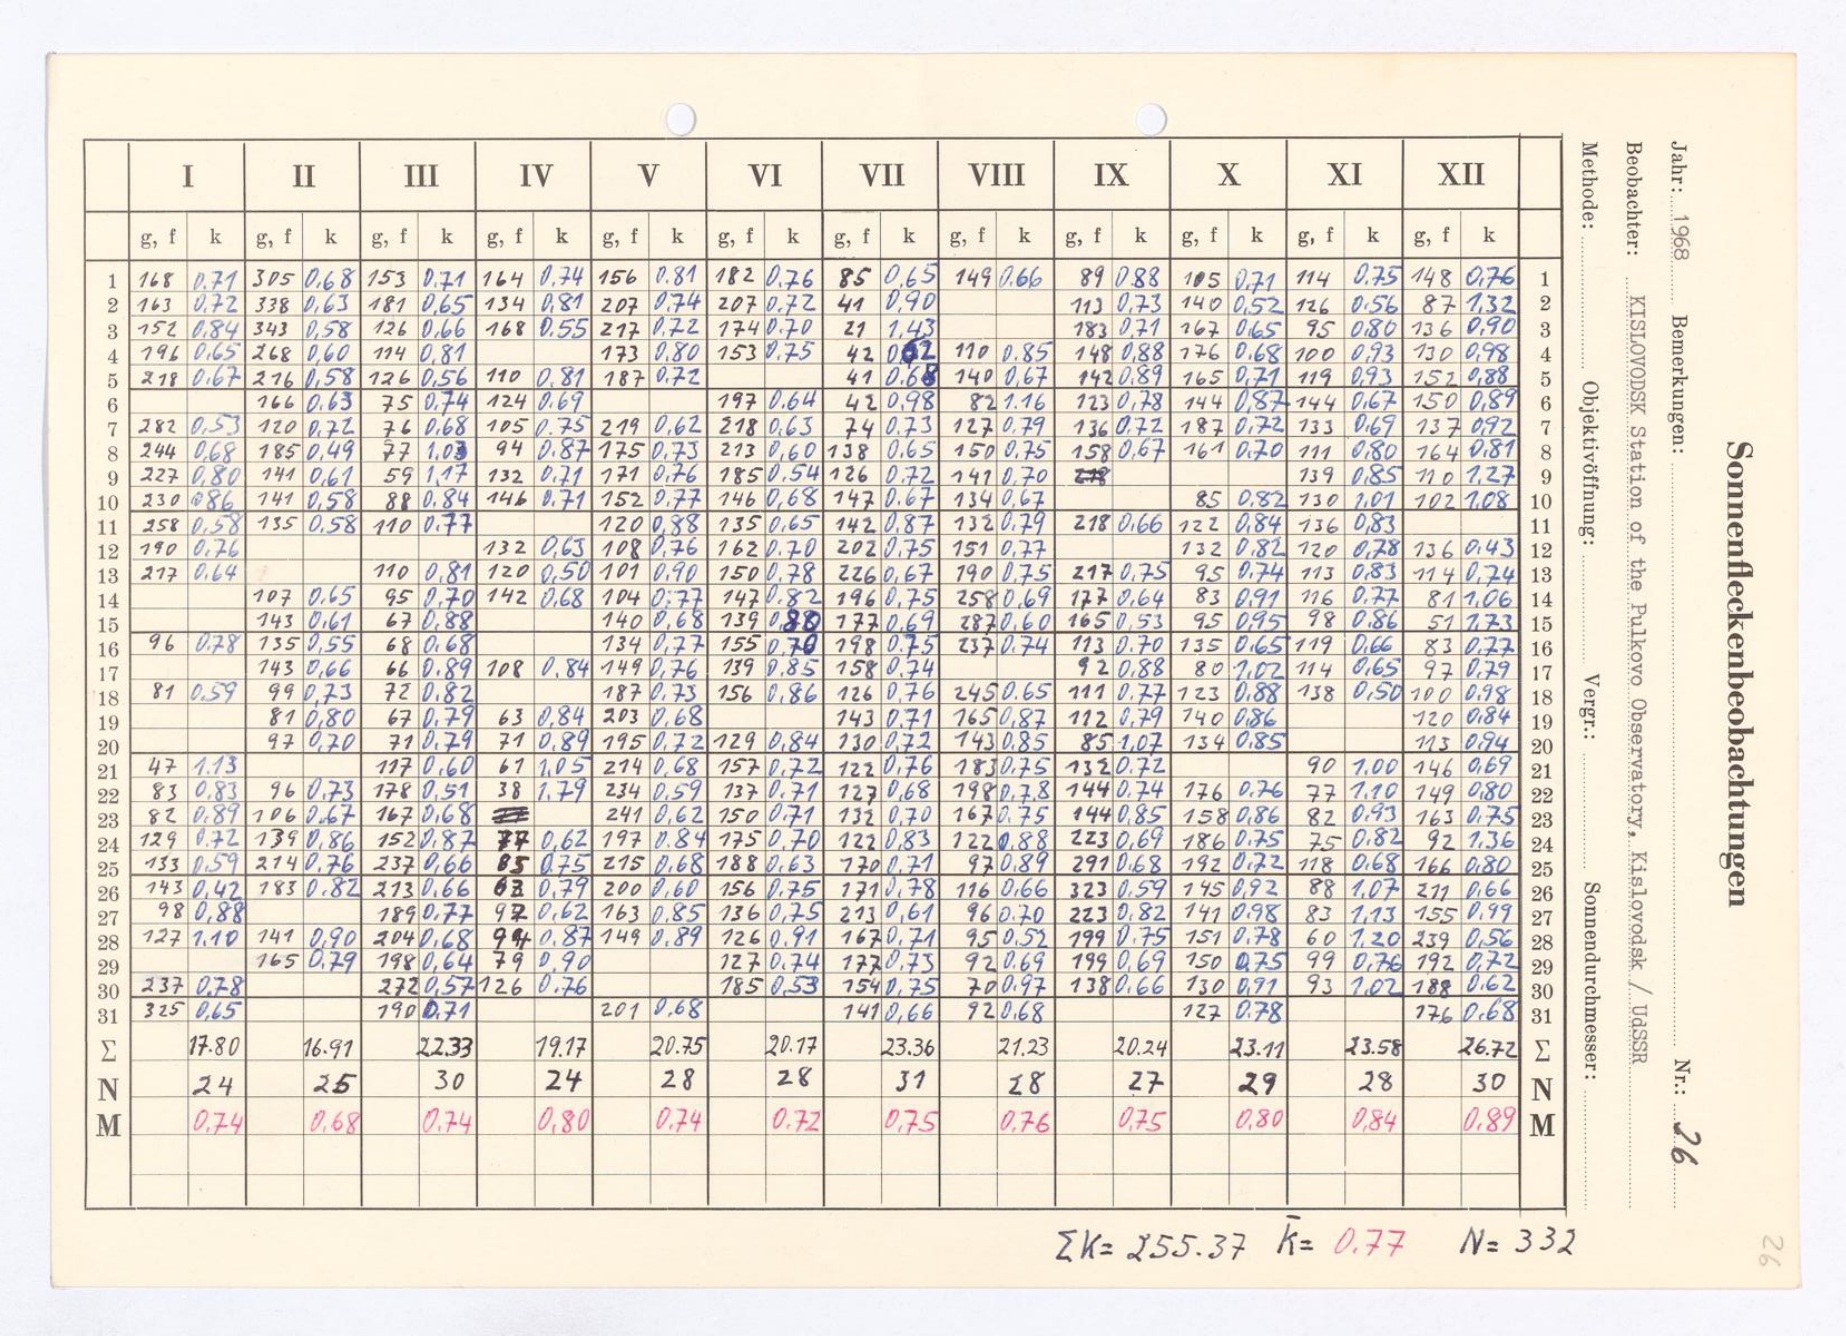 Sonnenfleckenbeobachtungen
Jahr: 1968 Bemerkungen: Nr.: 26
Beobachter: KISLOVODSK Station of the Pulkovo Observatory, Kislovodsk / UdSSR
Methode: Objektivöffnung: Vergr.: Sonnendurchmesser:
I II III IV V VI VII VIII IX X XI XII
g, f k g, f k g, f k g, f k g, f k g, f k g, f k g, f k g, f k g, f k g, f k g, f k
1 168 0.71 305 0,68 153 0,71 164 0,74 156 0.81 182 0,76 85 0,65 149 0.66 89 0.88 105 0,71 114 0.75 148 0,76 1
2 163 0,72 338 0,63 181 0,65 134 0,81 207 0,74 207 0,72 41 0,90 113 0,73 140 0,52 126 0.56 87 1,32 2
3 152 0,84 343 0,58 126 0,66 168 0.55 217 0,72 174 0.70 21 1,43 183 0.71 167 0,65 95 0,80 136 0,90 3
4 196 0,65 268 0,60 114 0,81 173 0.80 153 0,75 42 110 0.85 148 0,88 176 0.68 100 0,93 130 0,98 4
5 218 0.67 216 0,58 126 0,56 110 0,81 187 0,72 41 0.68 140 0,67 142 0.89 165 0,71 119 0,93 152 0,88 5
6 166 0.63 75 0,74 124 0.69 197 0.64 42 0,98 82 1.16 123 0,78 144 0,87 144 0,67 150 0,89 6
7 282 0,53 120 0,72 76 0,68 105 0.75 219 0,62 218 0,63 74 0.73 127 0.79 136 0.72 187 0.72 133 0,69 137 0,92 7
8 244 0,68 185 0,49 77 1.03 94 0.87 175 0,73 213 0,60 138 0.65 150 0,75 158 0,67 161 0,70 111 0,80 164 0,81 8
9 227 0,80 141 0,61 59 1,17 132 0,71 171 0,76 185 0.54 126 0.72 141 0,70 139 0,85 110 1,27 9
10 230 0.86 141 0,58 88 0,84 146 0.71 152 0,77 146 0,68 147 0.67 134 0,67 85 0,82 130 1,01 102 1,08 10
11 258 0,58 135 0,58 110 0.77 120 0,88 135 0,65 142 0,87 132 0,79 218 0.66 122 0,84 136 0,83 11
12 190 0,76 132 0,63 108 0,76 162 0.70 202 0,75 151 0,77 132 0.82 120 0,78 136 0,43 12
13 217 0,64 110 0,81 120 0,50 101 0,90 150 0,78 226 0,67 190 0,75 217 0,75 95 0.74 113 0,83 114 0,74 13
14 107 0.65 95 0,70 142 0,68 104 0,77 147 0.82 196 0,75 258 0,69 177 0,64 83 0,91 116 0.77 81 1,06 14
15 143 0,61 67 0,88 140 0,68 139 0,88 177 0,69 287 0.60 165 0,53 95 0,95 98 0,86 51 1,73 15
16 96 0.78 135 0,55 68 0.68 134 0,77 155 0,70 198 0.75 237 0.74 113 0.70 135 0,65 119 0,66 83 0,77 16
17 143 0,66 66 0.89 108 0,84 149 0,76 139 0.85 158 0,74 92 0,88 80 1,02 114 0,65 97 0,79 17
18 81 0.59 99 0,73 72 0,82 187 0.73 156 0,86 126 0,76 245 0.65 111 0.77 123 0,88 138 0,50 100 0,98 18
19 81 0,80 67 0,79 63 0,84 203 0,68 143 0,71 165 0,87 112 0,79 140 0,86 120 0,84 19
20 97 0,70 71 0,79 71 0,89 195 0,72 129 0,84 130 0,72 143 0.85 85 1,07 134 0.85 113 0,94 20
21 47 1.13 117 0,60 61 1,05 214 0,68 157 0,72 122 0,76 183 0.75 132 0.72 90 1.00 146 0,69 21
22 83 0.83 96 0.73 178 0,51 38 1.79 234 0.59 137 0.71 127 0,68 198 0.78 144 0.74 176 0.76 77 1.10 149 0,80 22
23 82 0.89 106 0.67 167 0,68 241 0,62 150 0,71 132 0,70 167 0.75 144 0,85 158 0,86 82 0,93 163 0,75 23
24 129 0.72 139 0,86 152 0,87 77 0,62 197 0.84 175 0,70 122 0,83 122 0.88 223 0,69 186 0.75 75 0.82 92 1.36 24
25 133 0.59 214 0.76 237 0,66 85 0.75 215 0,68 188 0.63 170 0.71 97 0.89 291 0.68 192 0.72 118 0.68 166 0,80 25
26 143 0,42 183 0.82 213 0.66 63 0,79 200 0.60 156 0.75 171 0,78 116 0,66 323 0.59 145 0,92 88 1,07 211 0,66 26
27 98 0,88 189 0,77 97 0,62 163 0,85 136 0,75 213 0,61 96 0.70 223 0,82 141 0.98 83 1.13 155 0,99 27
28 127 1.10 141 0,90 204 0,68 94 0.87 149 0,89 126 0.91 167 0,71 95 0,52 199 0.75 151 0.78 60 1.20 239 0,56 28
29 165 0,79 198 0,64 79 0,90 127 0.74 177 0,73 92 0.69 199 0,69 150 0.75 99 0,76 192 0,72 29
30 237 0,78 272 0,57 126 0.76 185 0,53 154 0,75 70 0.97 138 0.66 130 0,91 93 1,02 188 0.62 30
31 325 0,65 190 0,71 201 0,68 141 0,66 92 0.68 127 0.78 176 0,68 31
Σ 17.80 16.91 22.33 19.17 20.75 20.17 23.36 21.23 20.24 23.11 23.58 26.72 Σ
N 24 25 30 24 28 28 31 28 27 29 28 30 N
M 0.74 0.68 0.74 0,80 0.74 0.72 0,75 0.76 0,75 0,80 0,84 0,89 M
ΣK= 255.37 k̄= 0.77 N= 332
26